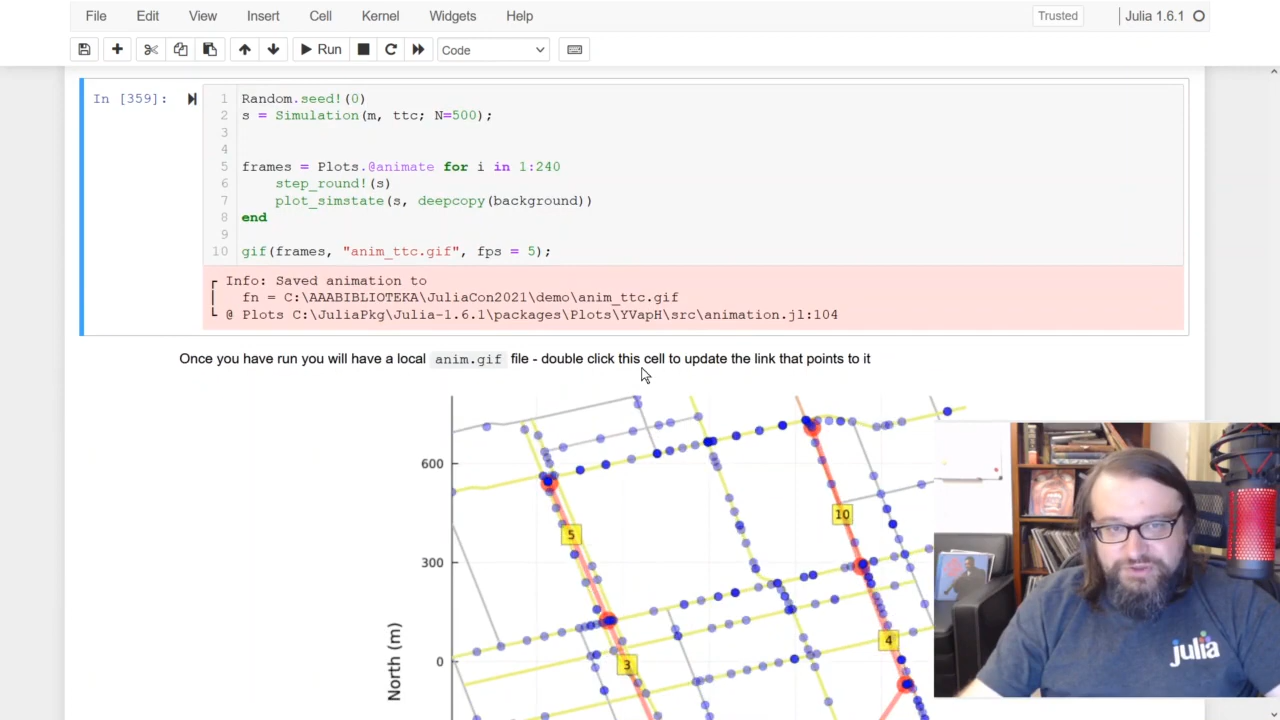 File Edit View Insert Cell Kernel Widgets Help Trusted Julia 1.6.1
Run Code
In [359]:
1 Random.seed!(0)
2 s = Simulation(m, ttc; N=500);
3
4
5 frames = Plots.@animate for i in 1:240
6 step_round!(s)
7 plot_simstate(s, deepcopy(background))
8 end
9
10 gif(frames, "anim_ttc.gif", fps = 5);
┌ Info: Saved animation to
│ fn = C:\AAABIBLIOTEKA\JuliaCon2021\demo\anim_ttc.gif
└ @ Plots C:\JuliaPkg\Julia-1.6.1\packages\Plots\YVapH\src\animation.jl:104
Once you have run you will have a local anim.gif file - double click this cell to update the link that points to it
600
10
5
300
4
3
0
North (m)
julia